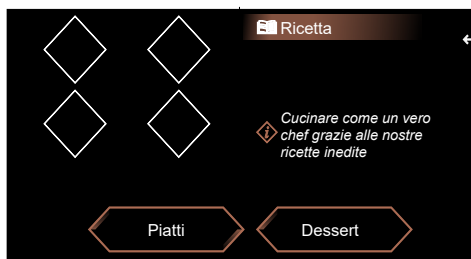 Ricetta
Cucinare come un vero
chef grazie alle nostre
ricette inedite
Piatti
Dessert